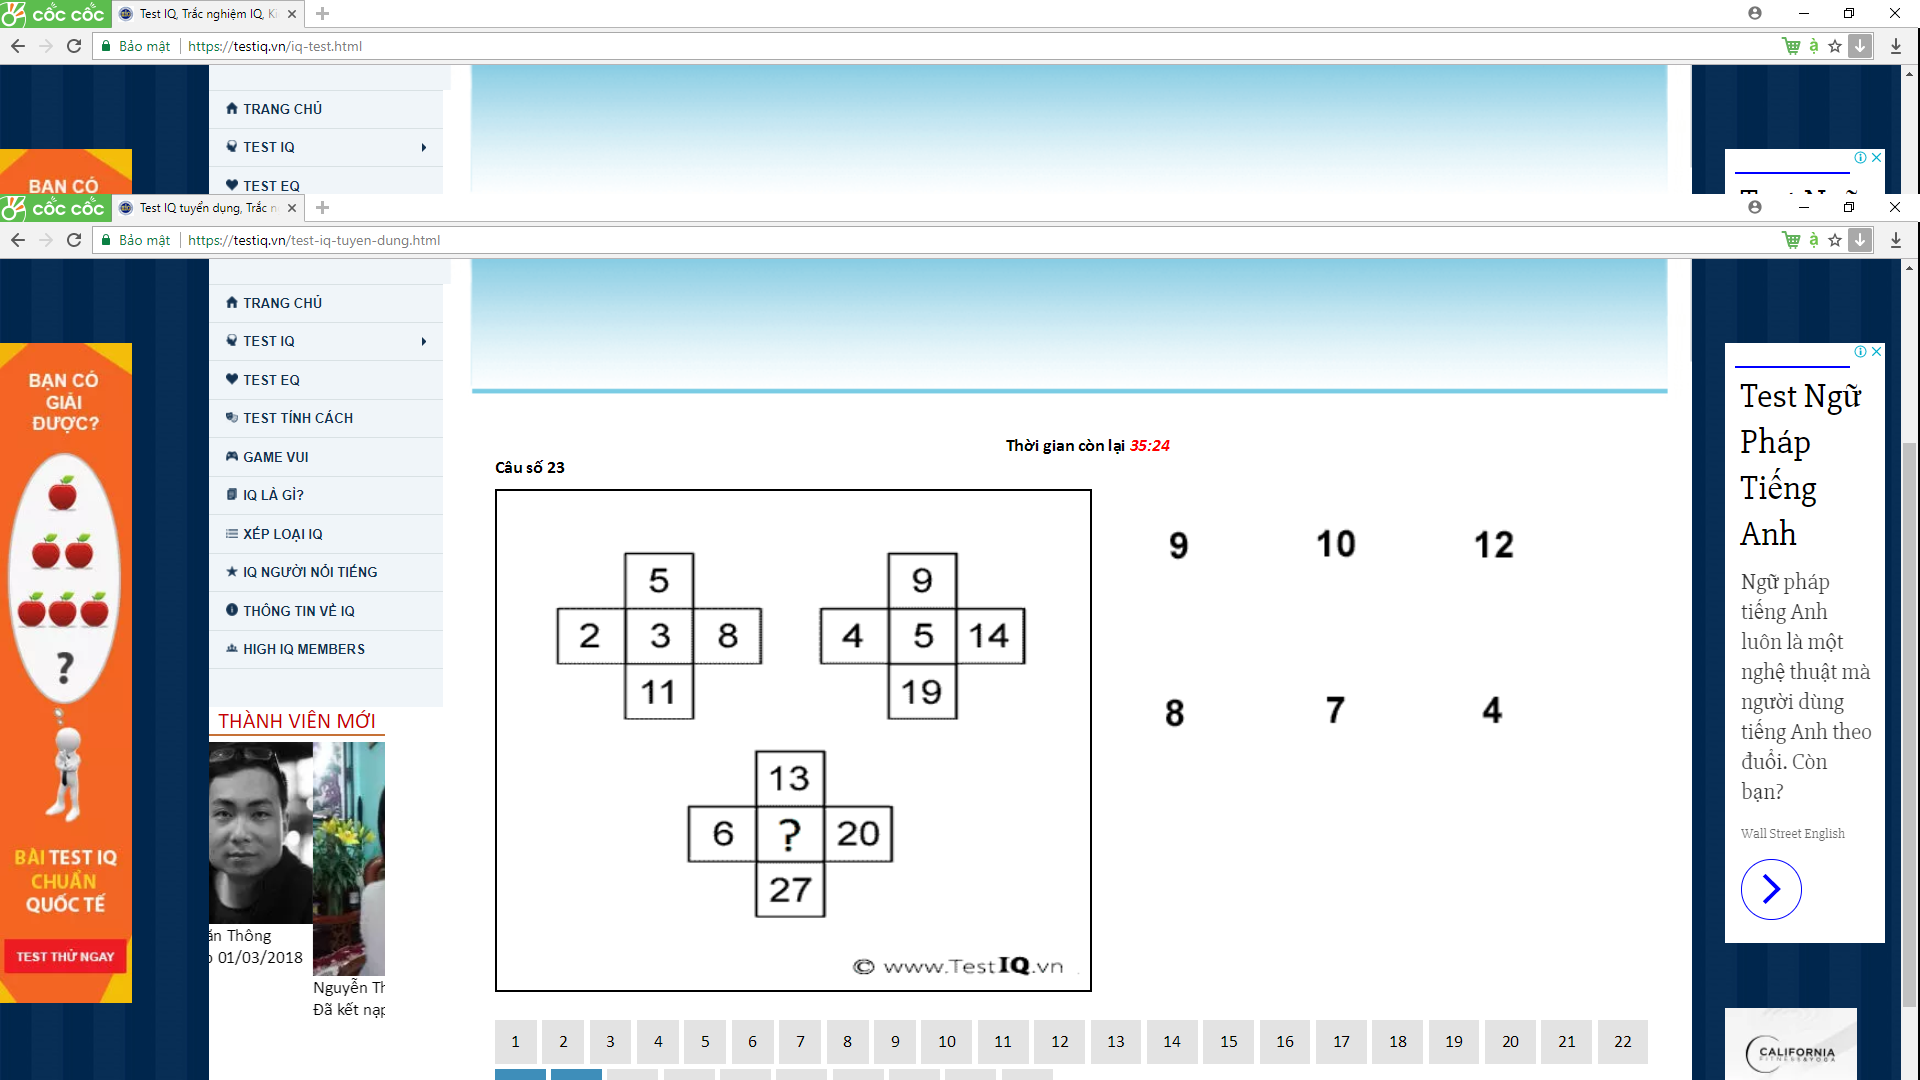 cốc cốc
Test IQ, Trắc nghiệm IQ, K
Bảo mật
https://testiq.vn/iq-test.html
TRANG CHỦ
TEST IQ
TEST EQ
BẠN CÓ
cốc cốc
Test IQ tuyển dụng, Trắc n
Bảo mật
https://testiq.vn/test-iq-tuyen-dung.html
TRANG CHỦ
TEST IQ
TEST EQ
TEST TÍNH CÁCH
GAME VUI
IQ LÀ GÌ?
XẾP LOẠI IQ
IQ NGƯỜI NỔI TIẾNG
THÔNG TIN VỀ IQ
HIGH IQ MEMBERS
THÀNH VIÊN MỚI
ăn Thông
01/03/2018
Nguyễn Th
Đã kết nạp
BẠN CÓ
GIẢI
ĐƯỢC?
?
BÀI TEST IQ
CHUẨN
QUỐC TẾ
TEST THỬ NGAY
Thời gian còn lại 35:24
Câu số 23
5
2 3 8
11
9
4 5 14
19
13
6 ? 20
27
© www.TestIQ.vn
9 10 12
8 7 4
1 2 3 4 5 6 7 8 9 10 11 12 13 14 15 16 17 18 19 20 21 22
Test Ngữ
Pháp
Tiếng
Anh
Ngữ pháp
tiếng Anh
luôn là một
nghệ thuật mà
người dùng
tiếng Anh theo
đuổi. Còn
bạn?
Wall Street English
CALIFORNIA
FITNESS & YOGA